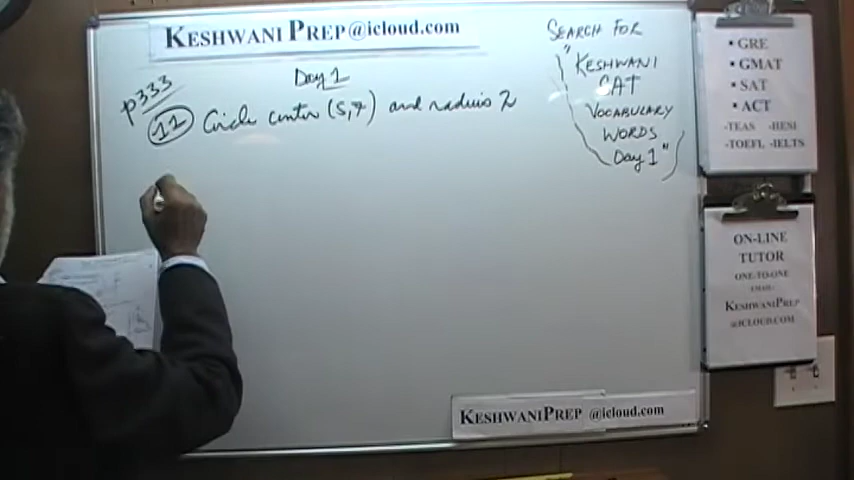 KESHWANI PREP@icloud.com
Day 1
p333
11 Circle center (5,7) and radius 2
SEARCH FOR
"KESHWANI
CAT
VOCABULARY
WORDS
Day 1"
• GRE
• GMAT
• SAT
• ACT
-TEAS -HESI
-TOEFL -IELTS
ON-LINE
TUTOR
ONE-TO-ONE
EMAIL:
KESHWANIPREP
@ICLOUD.COM
KESHWANIPREP @icloud.com